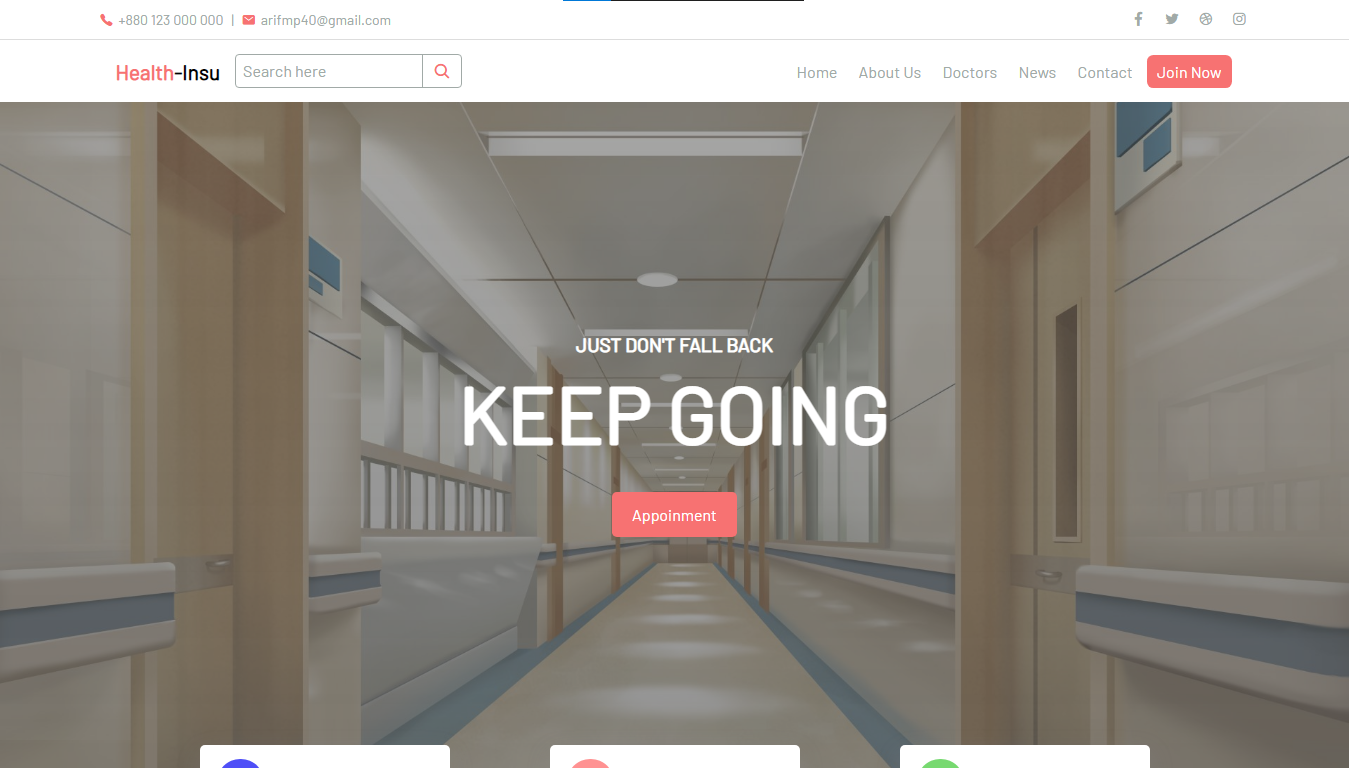 +880 123 000 000 | arifmp40@gmail.com
Health-Insu
Search here
Home About Us Doctors News Contact Join Now
JUST DON'T FALL BACK
KEEP GOING
Appoinment